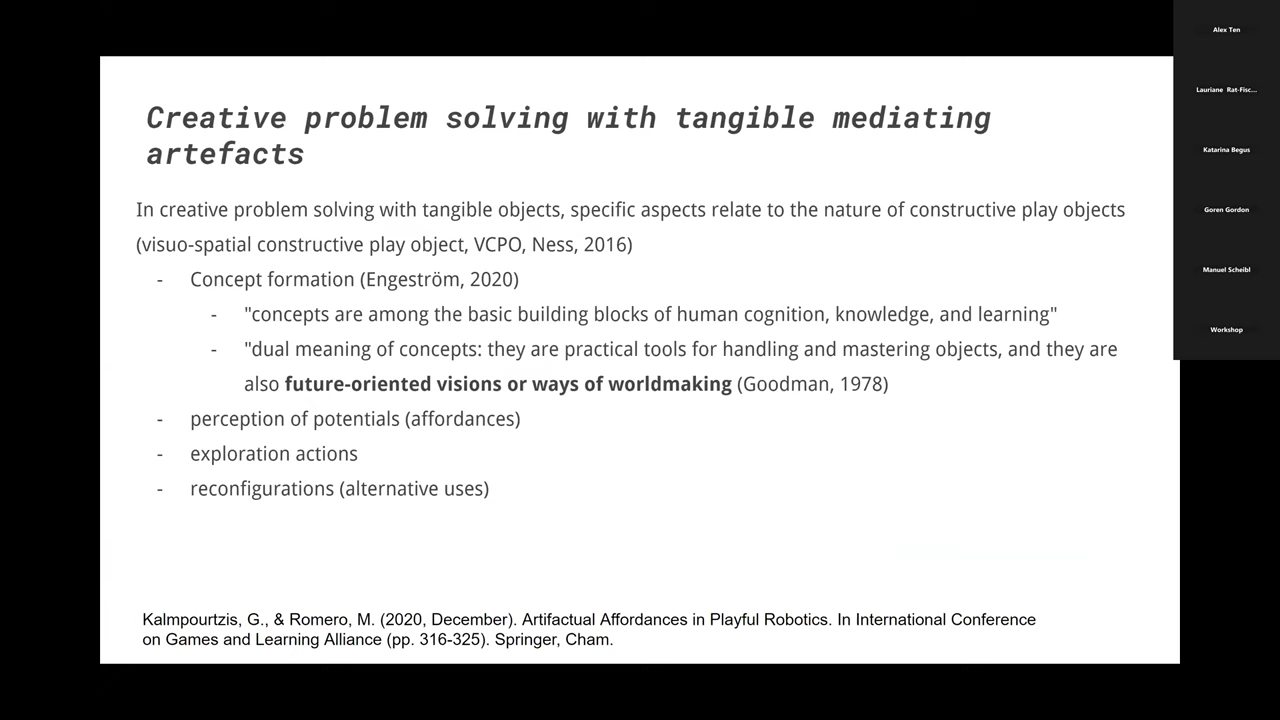 Creative problem solving with tangible mediating
artefacts
In creative problem solving with tangible objects, specific aspects relate to the nature of constructive play objects
(visuo-spatial constructive play object, VCPO, Ness, 2016)
- Concept formation (Engeström, 2020)
- "concepts are among the basic building blocks of human cognition, knowledge, and learning"
- "dual meaning of concepts: they are practical tools for handling and mastering objects, and they are
also future-oriented visions or ways of worldmaking (Goodman, 1978)
- perception of potentials (affordances)
- exploration actions
- reconfigurations (alternative uses)
Kalmpourtzis, G., & Romero, M. (2020, December). Artifactual Affordances in Playful Robotics. In International Conference
on Games and Learning Alliance (pp. 316-325). Springer, Cham.
Alex Ten
Lauriane Rat-Fisc...
Katarina Begus
Goren Gordon
Manuel Scheibl
Workshop